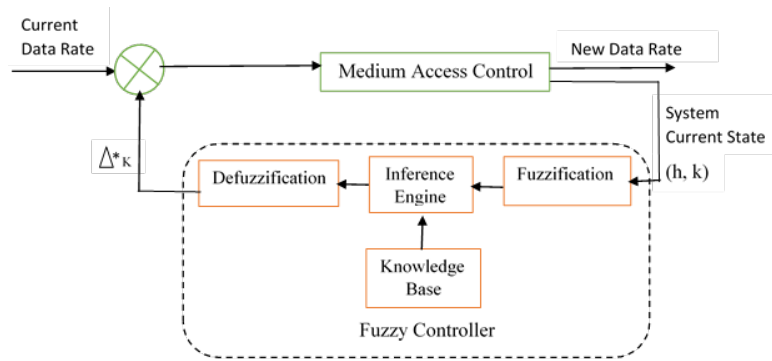 Current
Data Rate
New Data Rate
Medium Access Control
System
Current State
(h, k)
Δ*K
Defuzzification
Inference
Engine
Fuzzification
Knowledge
Base
Fuzzy Controller